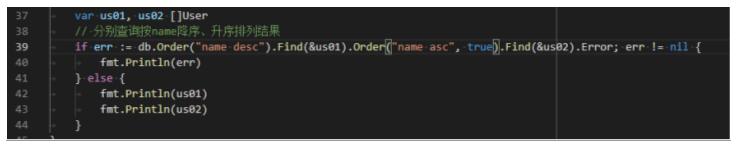 37 var us01, us02 []User
38 // 分别查询按name降序、升序排列结果
39 if err := db.Order("name desc").Find(&us01).Order("name asc", true).Find(&us02).Error; err != nil {
40 fmt.Println(err)
41 } else {
42 fmt.Println(us01)
43 fmt.Println(us02)
44 }